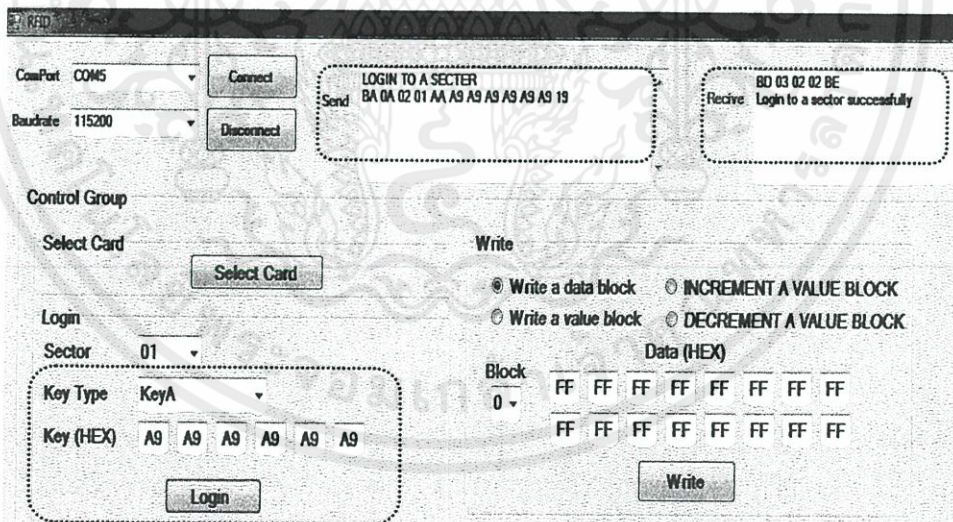 RFID
ComPort COM5
Connect
Baudrate 115200
Disconnect
Send
LOGIN TO A SECTER
BA 0A 02 01 AA A9 A9 A9 A9 A9 A9 19
Recive
BD 03 02 02 BE
Login to a sector successfully
Control Group
Select Card
Select Card
Login
Sector 01
Key Type KeyA
Key (HEX) A9 A9 A9 A9 A9 A9
Login
Write
Write a data block
INCREMENT A VALUE BLOCK
Write a value block
DECREMENT A VALUE BLOCK
Data (HEX)
Block
0
FF FF FF FF FF FF FF FF
FF FF FF FF FF FF FF FF
Write